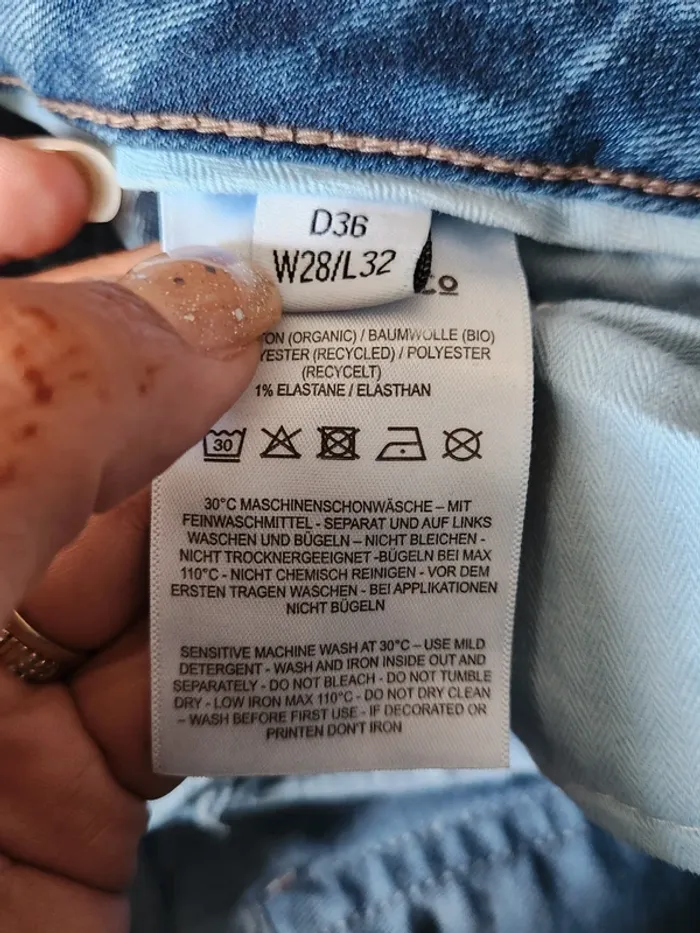 D36
W28/L32
CO
(ORGANIC) / BAUMWOLLE (BIO)
(RECYCLED) / POLYESTER
(RECYCELT)
1% ELASTANE / ELASTHAN
30
30°C MASCHINENSCHONWÄSCHE – MIT
FEINWASCHMITTEL - SEPARAT UND AUF LINKS
WASCHEN UND BÜGELN – NICHT BLEICHEN -
NICHT TROCKNERGEEIGNET -BÜGELN BEI MAX
110°C - NICHT CHEMISCH REINIGEN - VOR DEM
ERSTEN TRAGEN WASCHEN - BEI APPLIKATIONEN
NICHT BÜGELN
SENSITIVE MACHINE WASH AT 30°C – USE MILD
DETERGENT - WASH AND IRON INSIDE OUT AND
SEPARATELY - DO NOT BLEACH - DO NOT TUMBLE
DRY - LOW IRON MAX 110°C - DO NOT DRY CLEAN
– WASH BEFORE FIRST USE - IF DECORATED OR
PRINTEN DON'T IRON